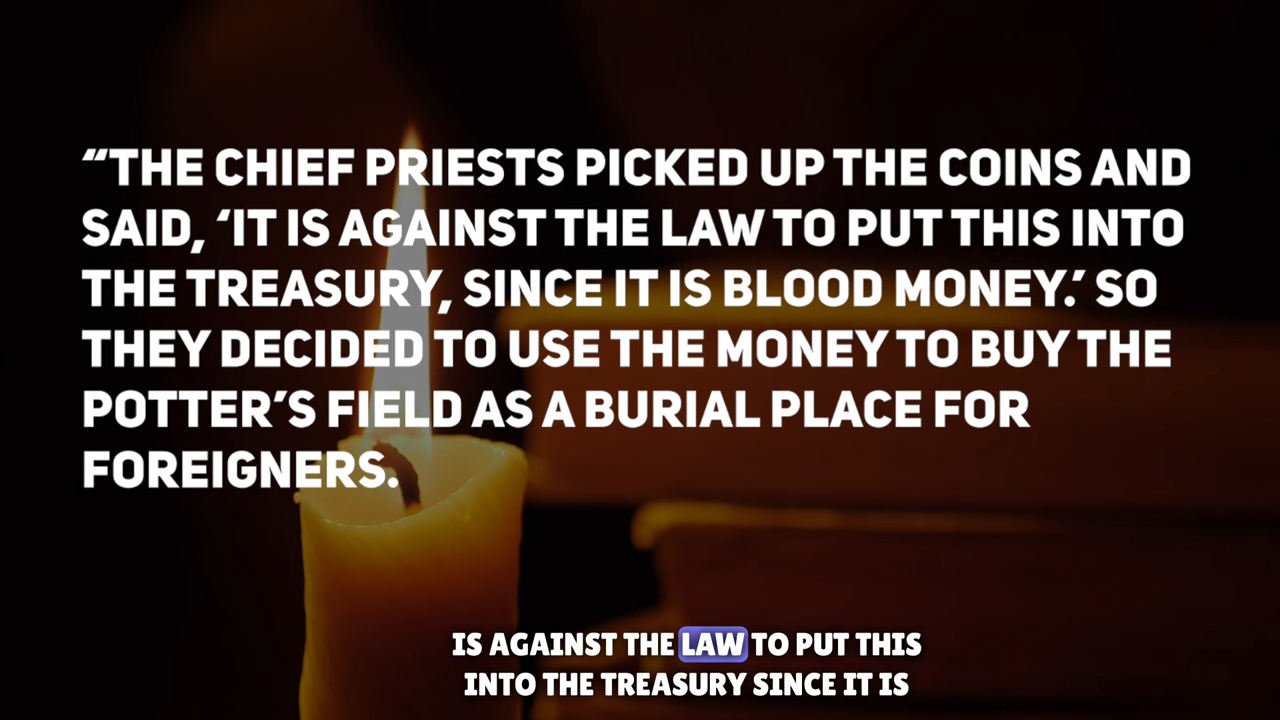 “THE CHIEF PRIESTS PICKED UP THE COINS AND
SAID, ‘IT IS AGAINST THE LAW TO PUT THIS INTO
THE TREASURY, SINCE IT IS BLOOD MONEY.’ SO
THEY DECIDED TO USE THE MONEY TO BUY THE
POTTER’S FIELD AS A BURIAL PLACE FOR
FOREIGNERS.
IS AGAINST THE LAW TO PUT THIS
INTO THE TREASURY SINCE IT IS